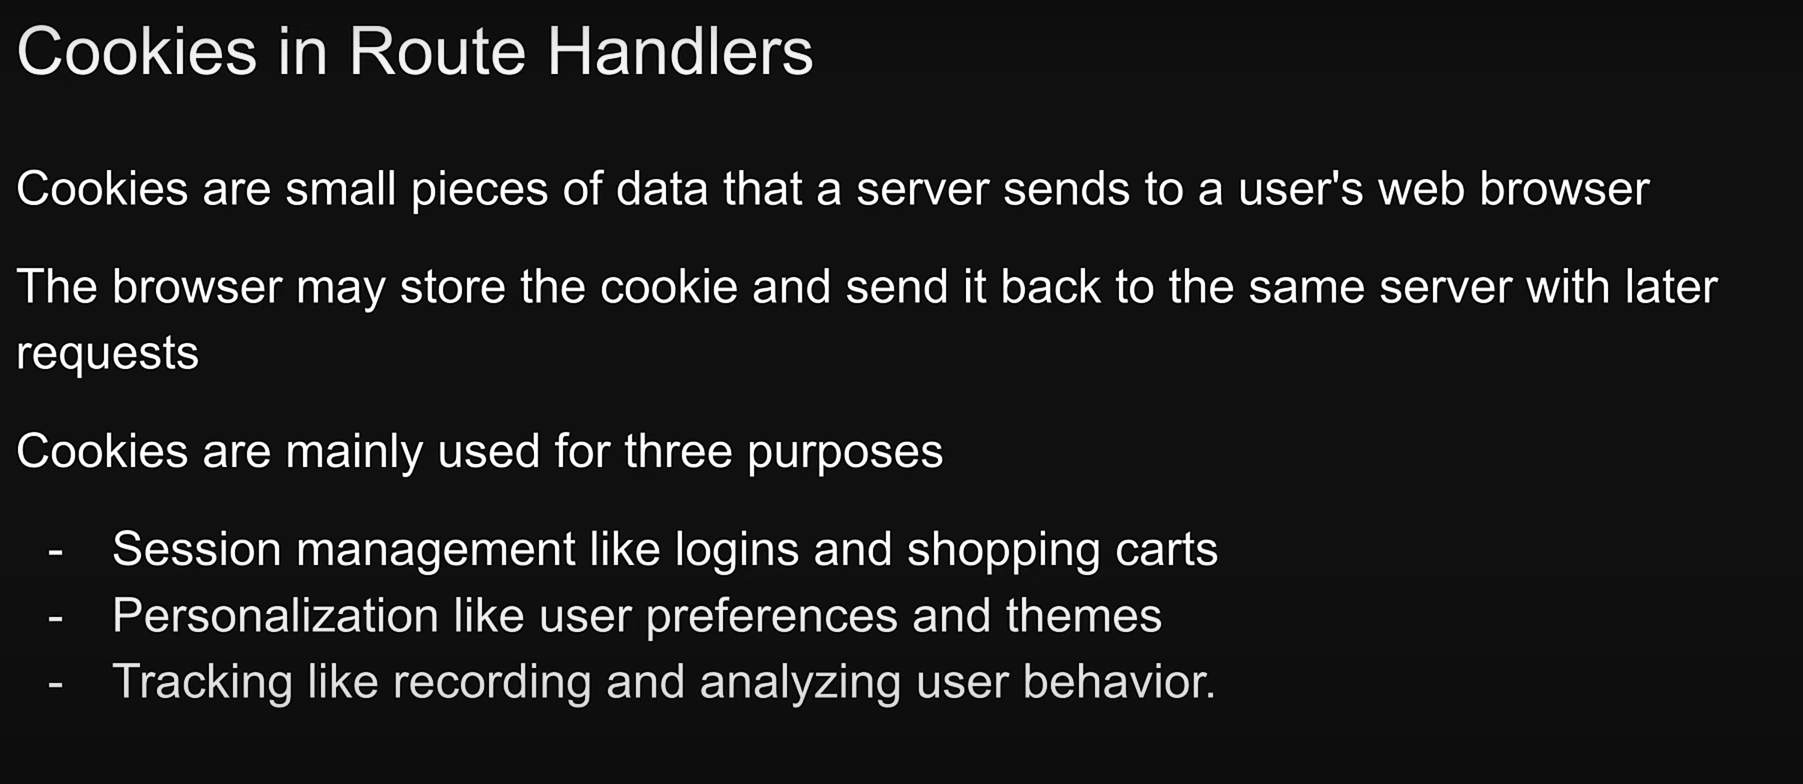 Cookies in Route Handlers
Cookies are small pieces of data that a server sends to a user's web browser
The browser may store the cookie and send it back to the same server with later
requests
Cookies are mainly used for three purposes
- Session management like logins and shopping carts
- Personalization like user preferences and themes
- Tracking like recording and analyzing user behavior.